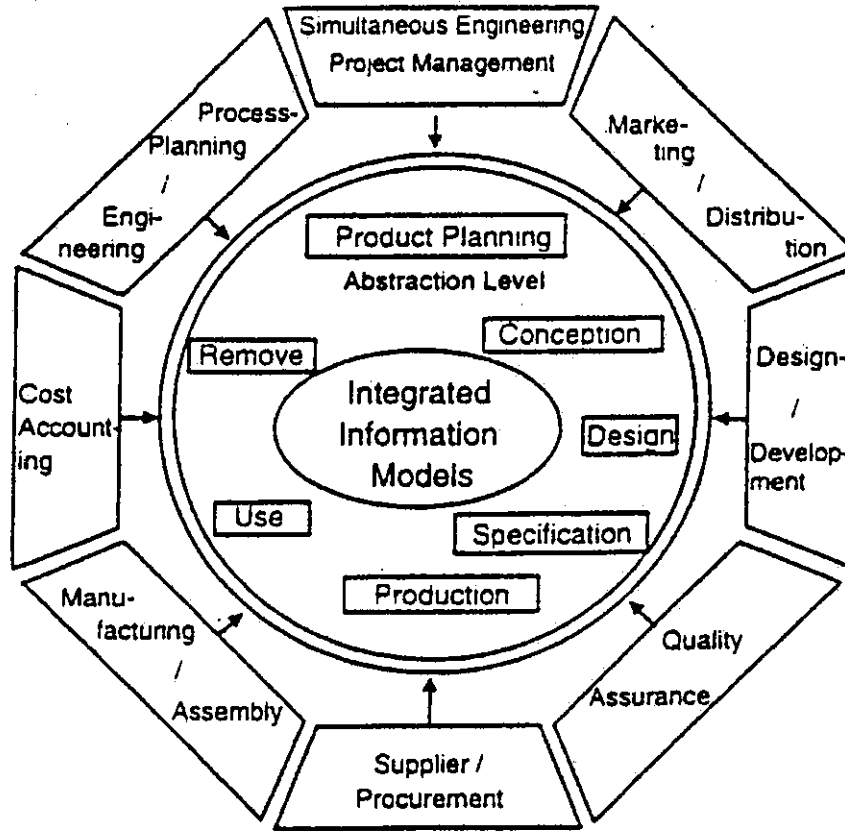 Simultaneous Engineering
Project Management
Process-
Planning
/
Engi-
neering
Marke-
ting
/
Distribu-
tion
Product Planning
Abstraction Level
Conception
Remove
Integrated
Information
Models
Design
Cost
Account-
ing
Design-
/
Develop-
ment
Use
Specification
Production
Manu-
facturing
/
Assembly
Quality
Assurance
Supplier /
Procurement